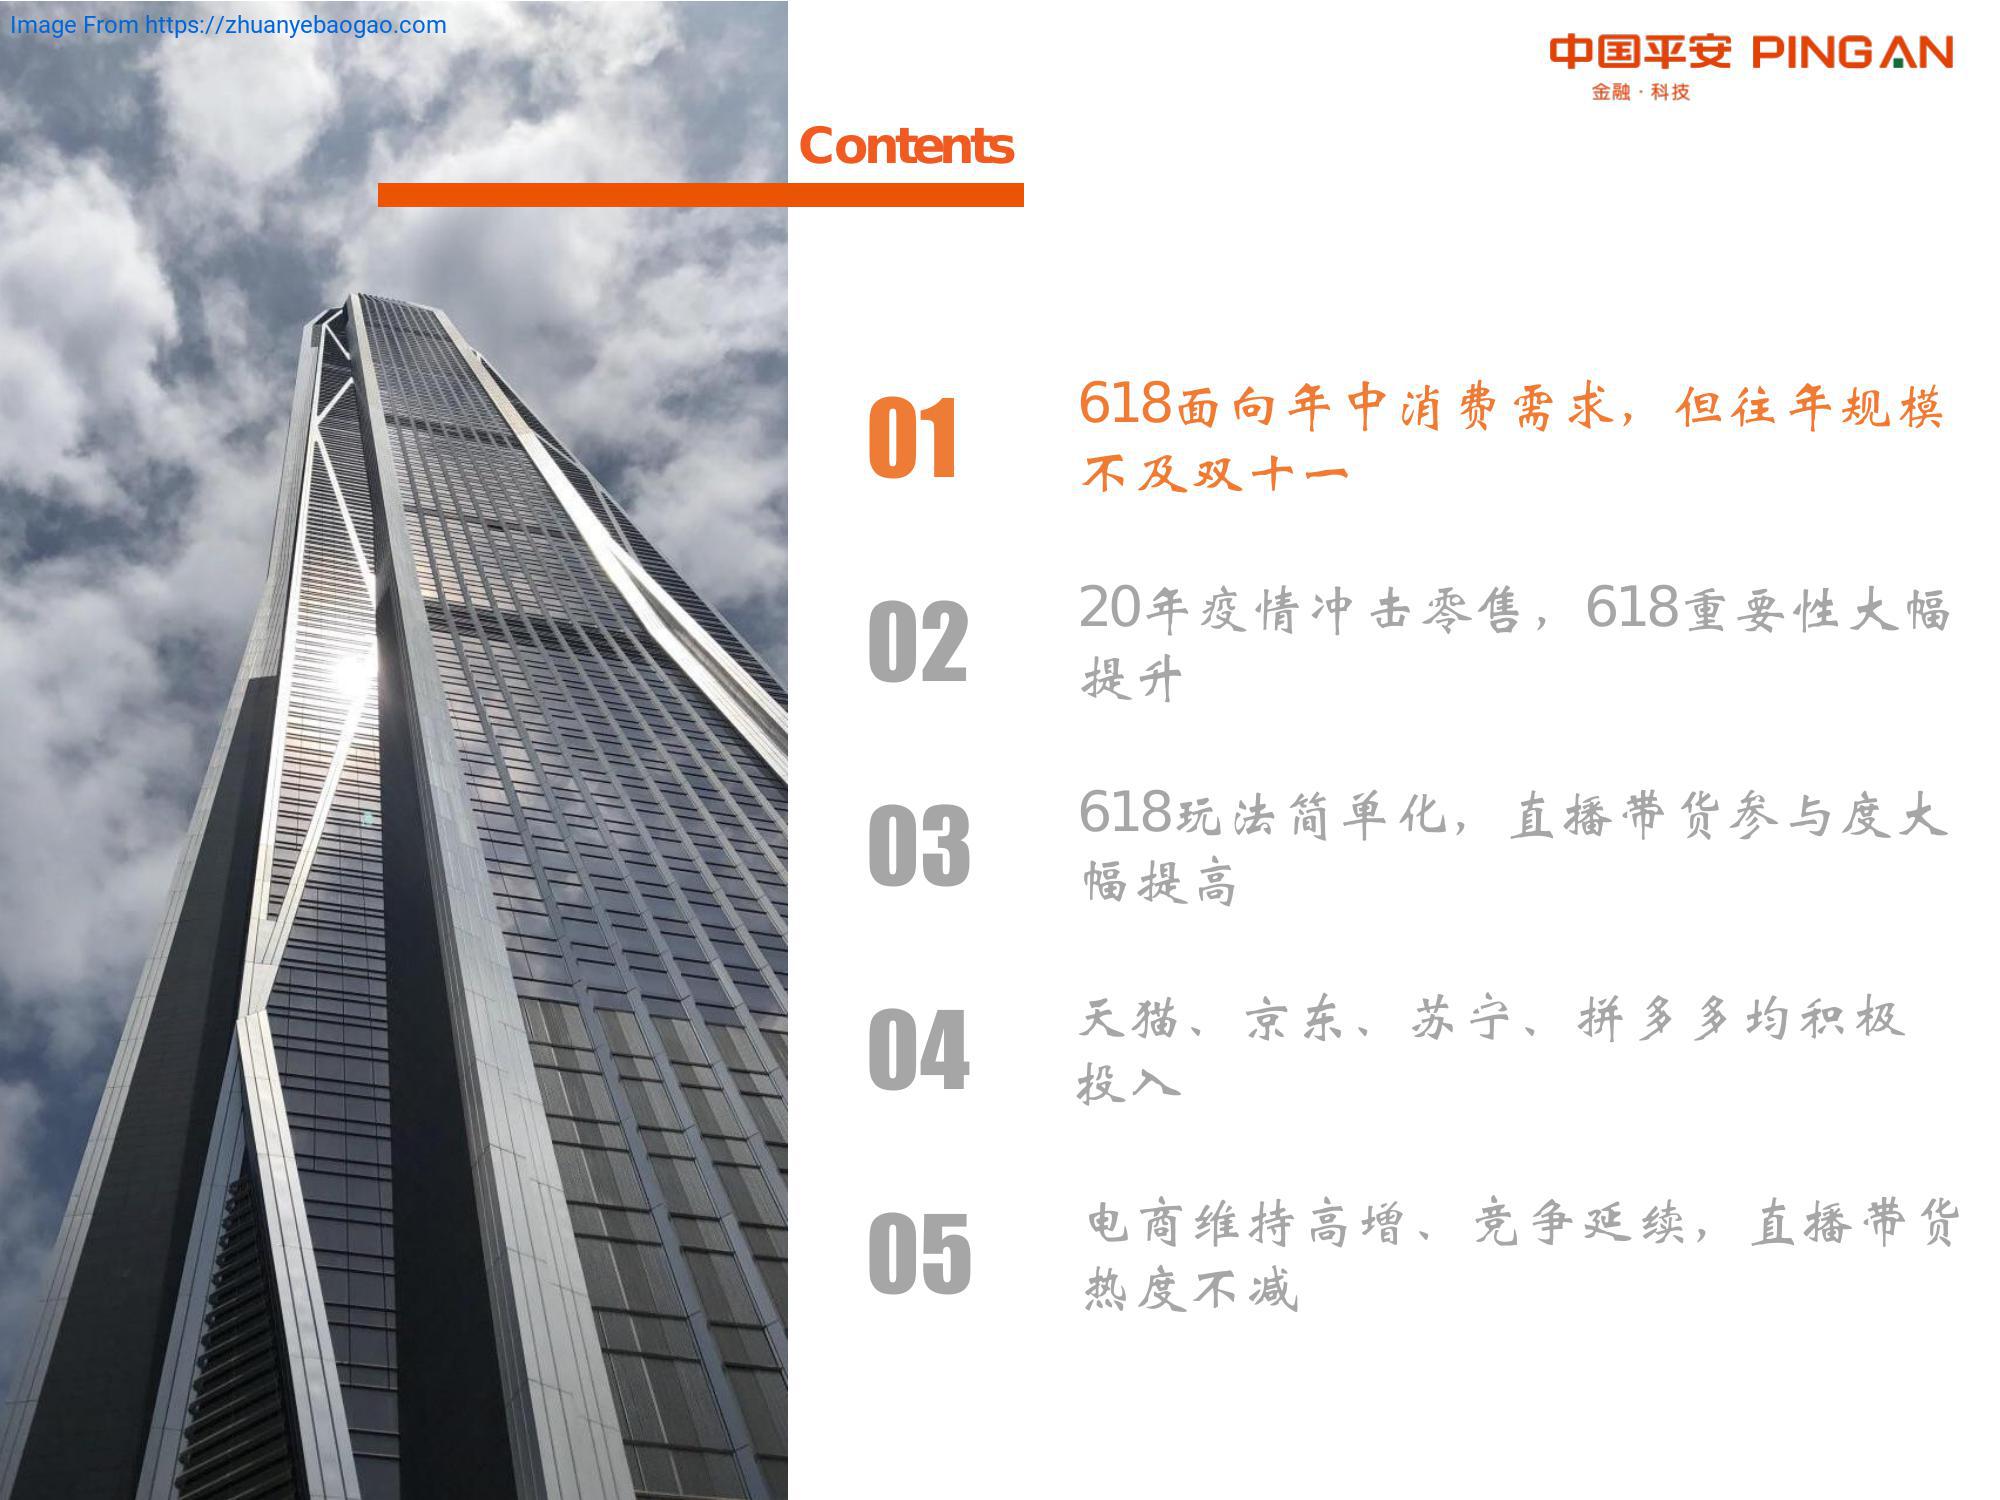 Image From https://zhuanyebaogao.com
中国平安 PING AN
金融·科技
Contents
01
618面向年中消费需求，但往年规模
不及双十一
02
20年疫情冲击零售，618重要性大幅
提升
03
618玩法简单化，直播带货参与度大
幅提高
04
天猫、京东、苏宁、拼多多均积极
投入
05
电商维持高增、竞争延续，直播带货
热度不减